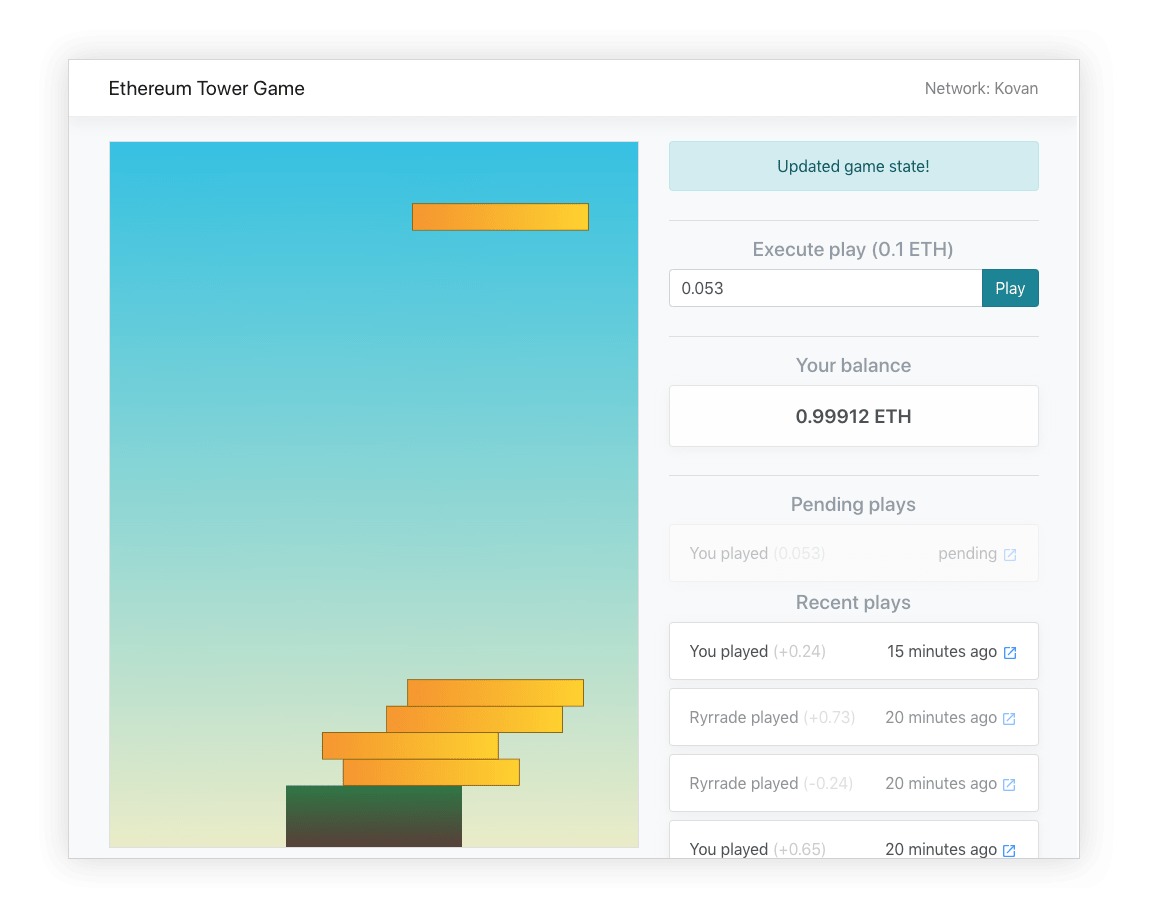 Ethereum Tower Game
Network: Kovan
Updated game state!
Execute play (0.1 ETH)
0.053
Play
Your balance
0.99912 ETH
Pending plays
You played (0.053) pending
Recent plays
You played (+0.24) 15 minutes ago
Ryrrade played (+0.73) 20 minutes ago
Ryrrade played (-0.24) 20 minutes ago
You played (+0.65) 20 minutes ago